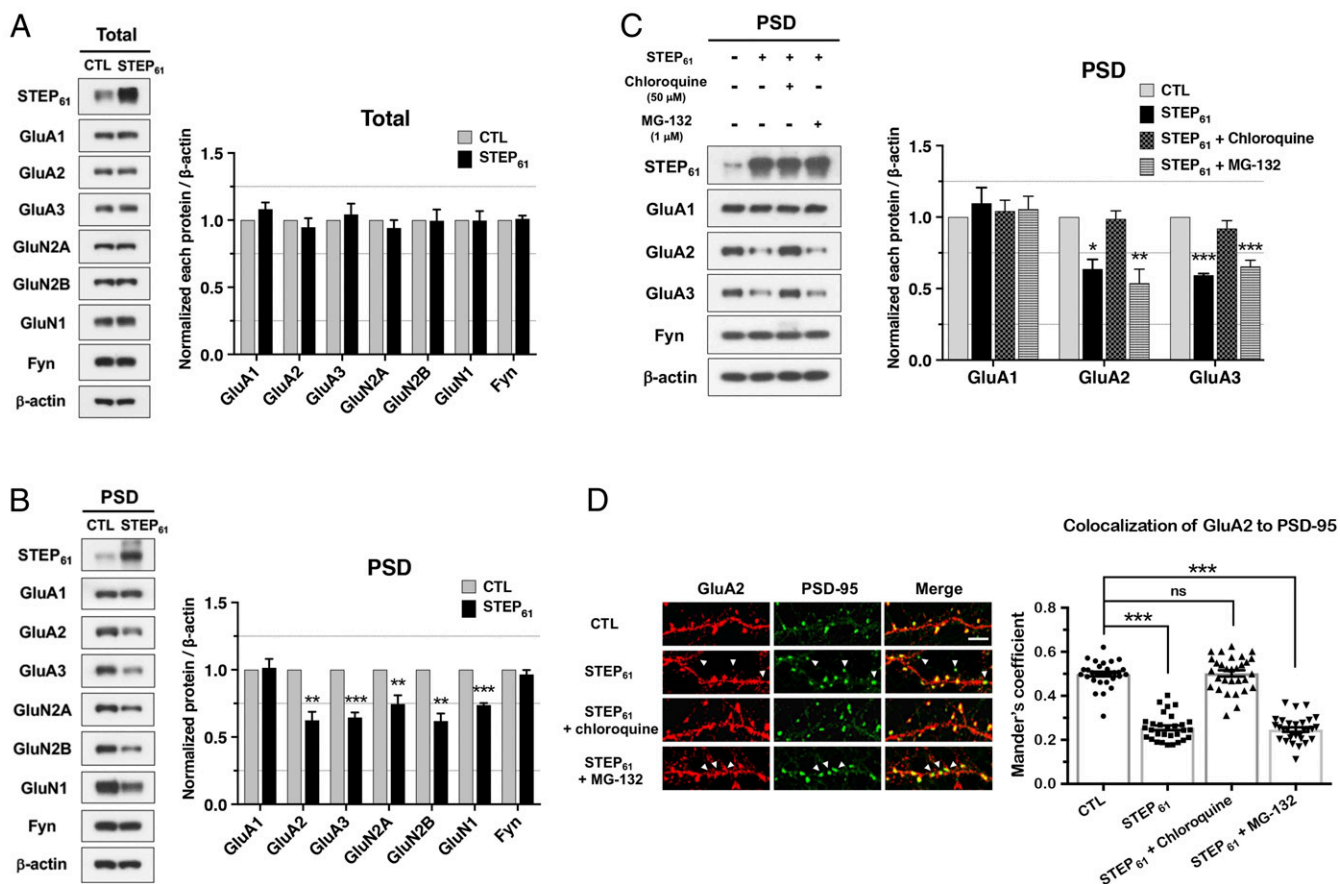 A
Total
CTL STEP61
STEP61
GluA1
GluA2
GluA3
GluN2A
GluN2B
GluN1
Fyn
β-actin
Total
CTL
STEP61
Normalized each protein / β-actin
1.5
1.0
0.5
0.0
GluA1
GluA2
GluA3
GluN2A
GluN2B
GluN1
Fyn
B
PSD
CTL STEP61
STEP61
GluA1
GluA2
GluA3
GluN2A
GluN2B
GluN1
Fyn
β-actin
PSD
CTL
STEP61
Normalized protein / β-actin
1.5
1.0
0.5
0.0
** *** ** ** ***
GluA1
GluA2
GluA3
GluN2A
GluN2B
GluN1
Fyn
C
PSD
STEP61 - + + +
Chloroquine - - + -
(50 μM)
MG-132 - - - +
(1 μM)
STEP61
GluA1
GluA2
GluA3
Fyn
β-actin
PSD
CTL
STEP61
STEP61 + Chloroquine
STEP61 + MG-132
Normalized each protein / β-actin
1.5
1.0
0.5
0.0
* ** *** ***
GluA1 GluA2 GluA3
D
GluA2 PSD-95 Merge
CTL
STEP61
STEP61
+ chloroquine
STEP61
+ MG-132
Colocalization of GluA2 to PSD-95
***
ns
***
Mander's coefficient
0.8
0.6
0.4
0.2
0.0
CTL
STEP61
STEP61 + Chloroquine
STEP61 + MG-132